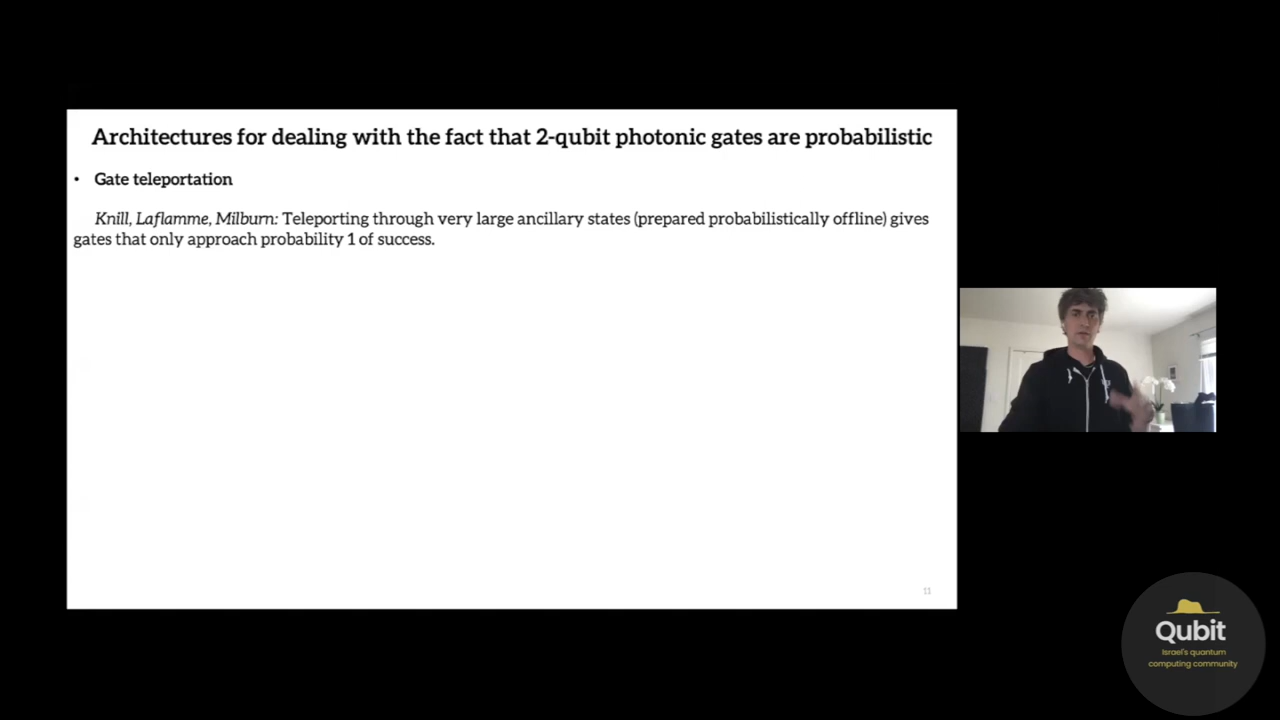 Architectures for dealing with the fact that 2-qubit photonic gates are probabilistic
• Gate teleportation
Knill, Laflamme, Milburn: Teleporting through very large ancillary states (prepared probabilistically offline) gives
gates that only approach probability 1 of success.
11
Qubit
Israel's quantum
computing community